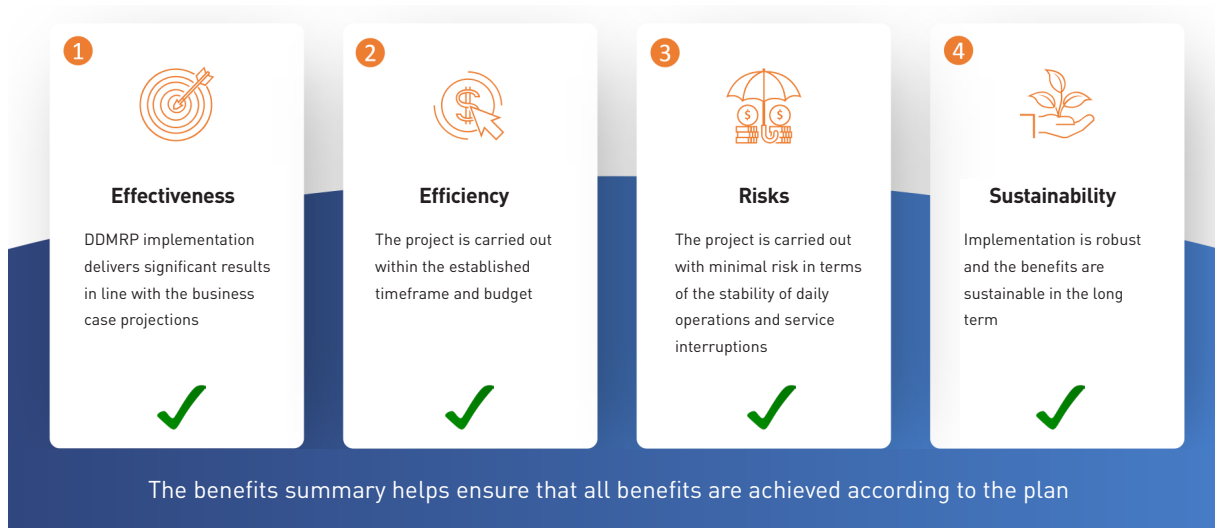 1
Effectiveness
DDMRP implementation
delivers significant results
in line with the business
case projections
2
$
Efficiency
The project is carried out
within the established
timeframe and budget
3
$ $
Risks
The project is carried out
with minimal risk in terms
of the stability of daily
operations and service
interruptions
4
Sustainability
Implementation is robust
and the benefits are
sustainable in the long
term
The benefits summary helps ensure that all benefits are achieved according to the plan